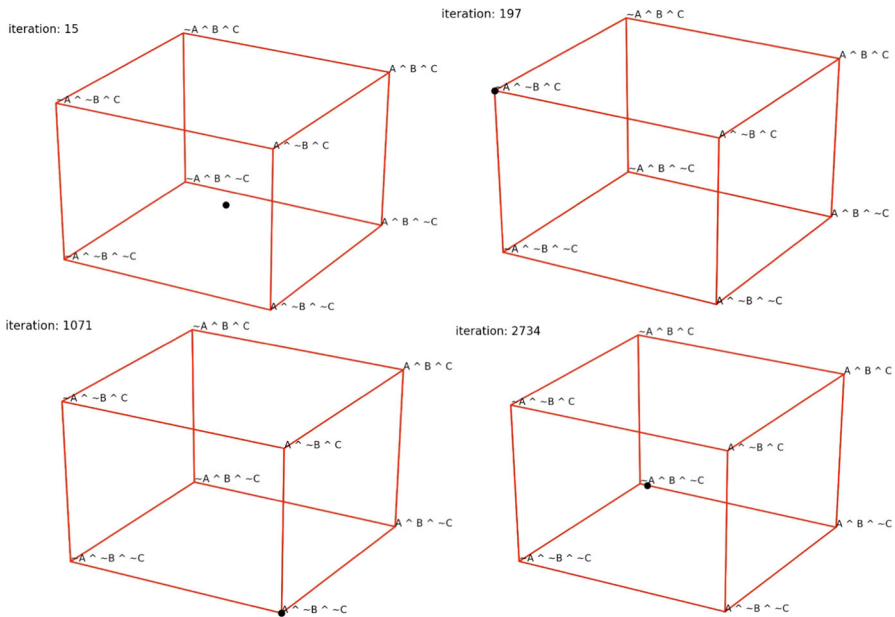 iteration: 15
~A ^ B ^ C
A ^ B ^ C
~A ^ ~B ^ C
A ^ ~B ^ C
~A ^ B ^ ~C
A ^ B ^ ~C
~A ^ ~B ^ ~C
A ^ ~B ^ ~C
iteration: 197
~A ^ B ^ C
A ^ B ^ C
~A ^ ~B ^ C
A ^ ~B ^ C
~A ^ B ^ ~C
A ^ B ^ ~C
~A ^ ~B ^ ~C
A ^ ~B ^ ~C
iteration: 1071
~A ^ B ^ C
A ^ B ^ C
~A ^ ~B ^ C
A ^ ~B ^ C
~A ^ B ^ ~C
A ^ B ^ ~C
~A ^ ~B ^ ~C
A ^ ~B ^ ~C
iteration: 2734
~A ^ B ^ C
A ^ B ^ C
~A ^ ~B ^ C
A ^ ~B ^ C
~A ^ B ^ ~C
A ^ B ^ ~C
~A ^ ~B ^ ~C
A ^ ~B ^ ~C